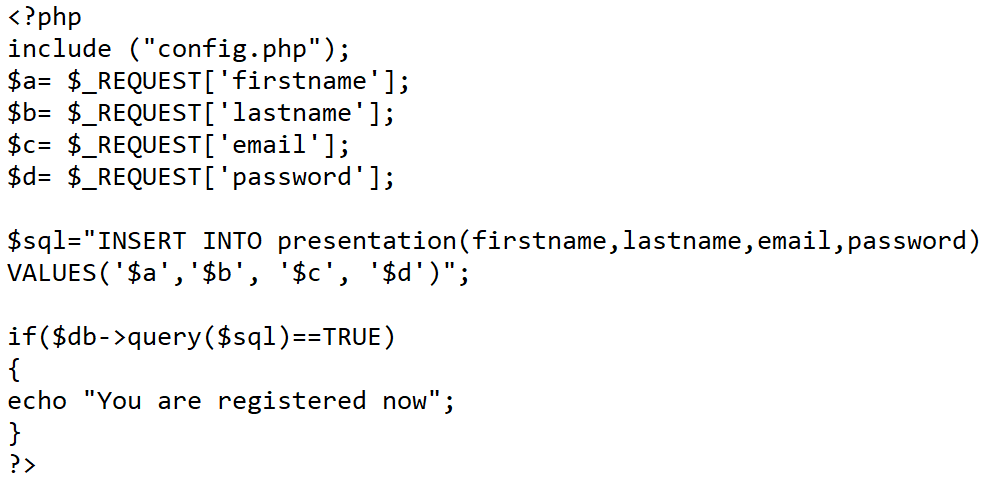 <?php
include ("config.php");
$a= $_REQUEST['firstname'];
$b= $_REQUEST['lastname'];
$c= $_REQUEST['email'];
$d= $_REQUEST['password'];

$sql="INSERT INTO presentation(firstname,lastname,email,password)
VALUES('$a','$b', '$c', '$d')";

if($db->query($sql)==TRUE)
{
echo "You are registered now";
}
?>